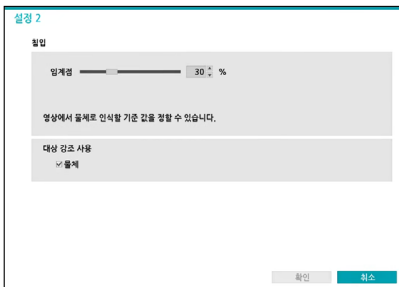 설정 2
침입
임계점 30 %
영상에서 물체로 인식할 기준 값을 정할 수 있습니다.
대상 강조 사용
물체
확인 취소